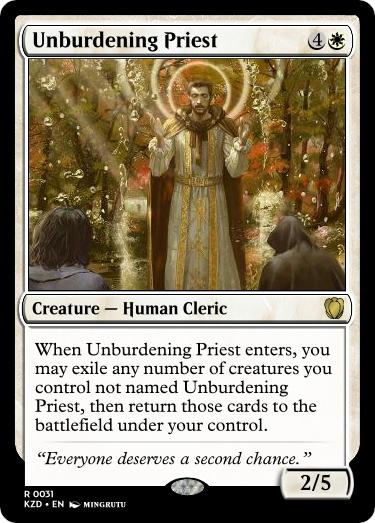 Unburdening Priest 4
Creature — Human Cleric
When Unburdening Priest enters, you
may exile any number of creatures you
control not named Unburdening
Priest, then return those cards to the
battlefield under your control.
“Everyone deserves a second chance.”
2/5
R 0031
KZD • EN MINGRUTU